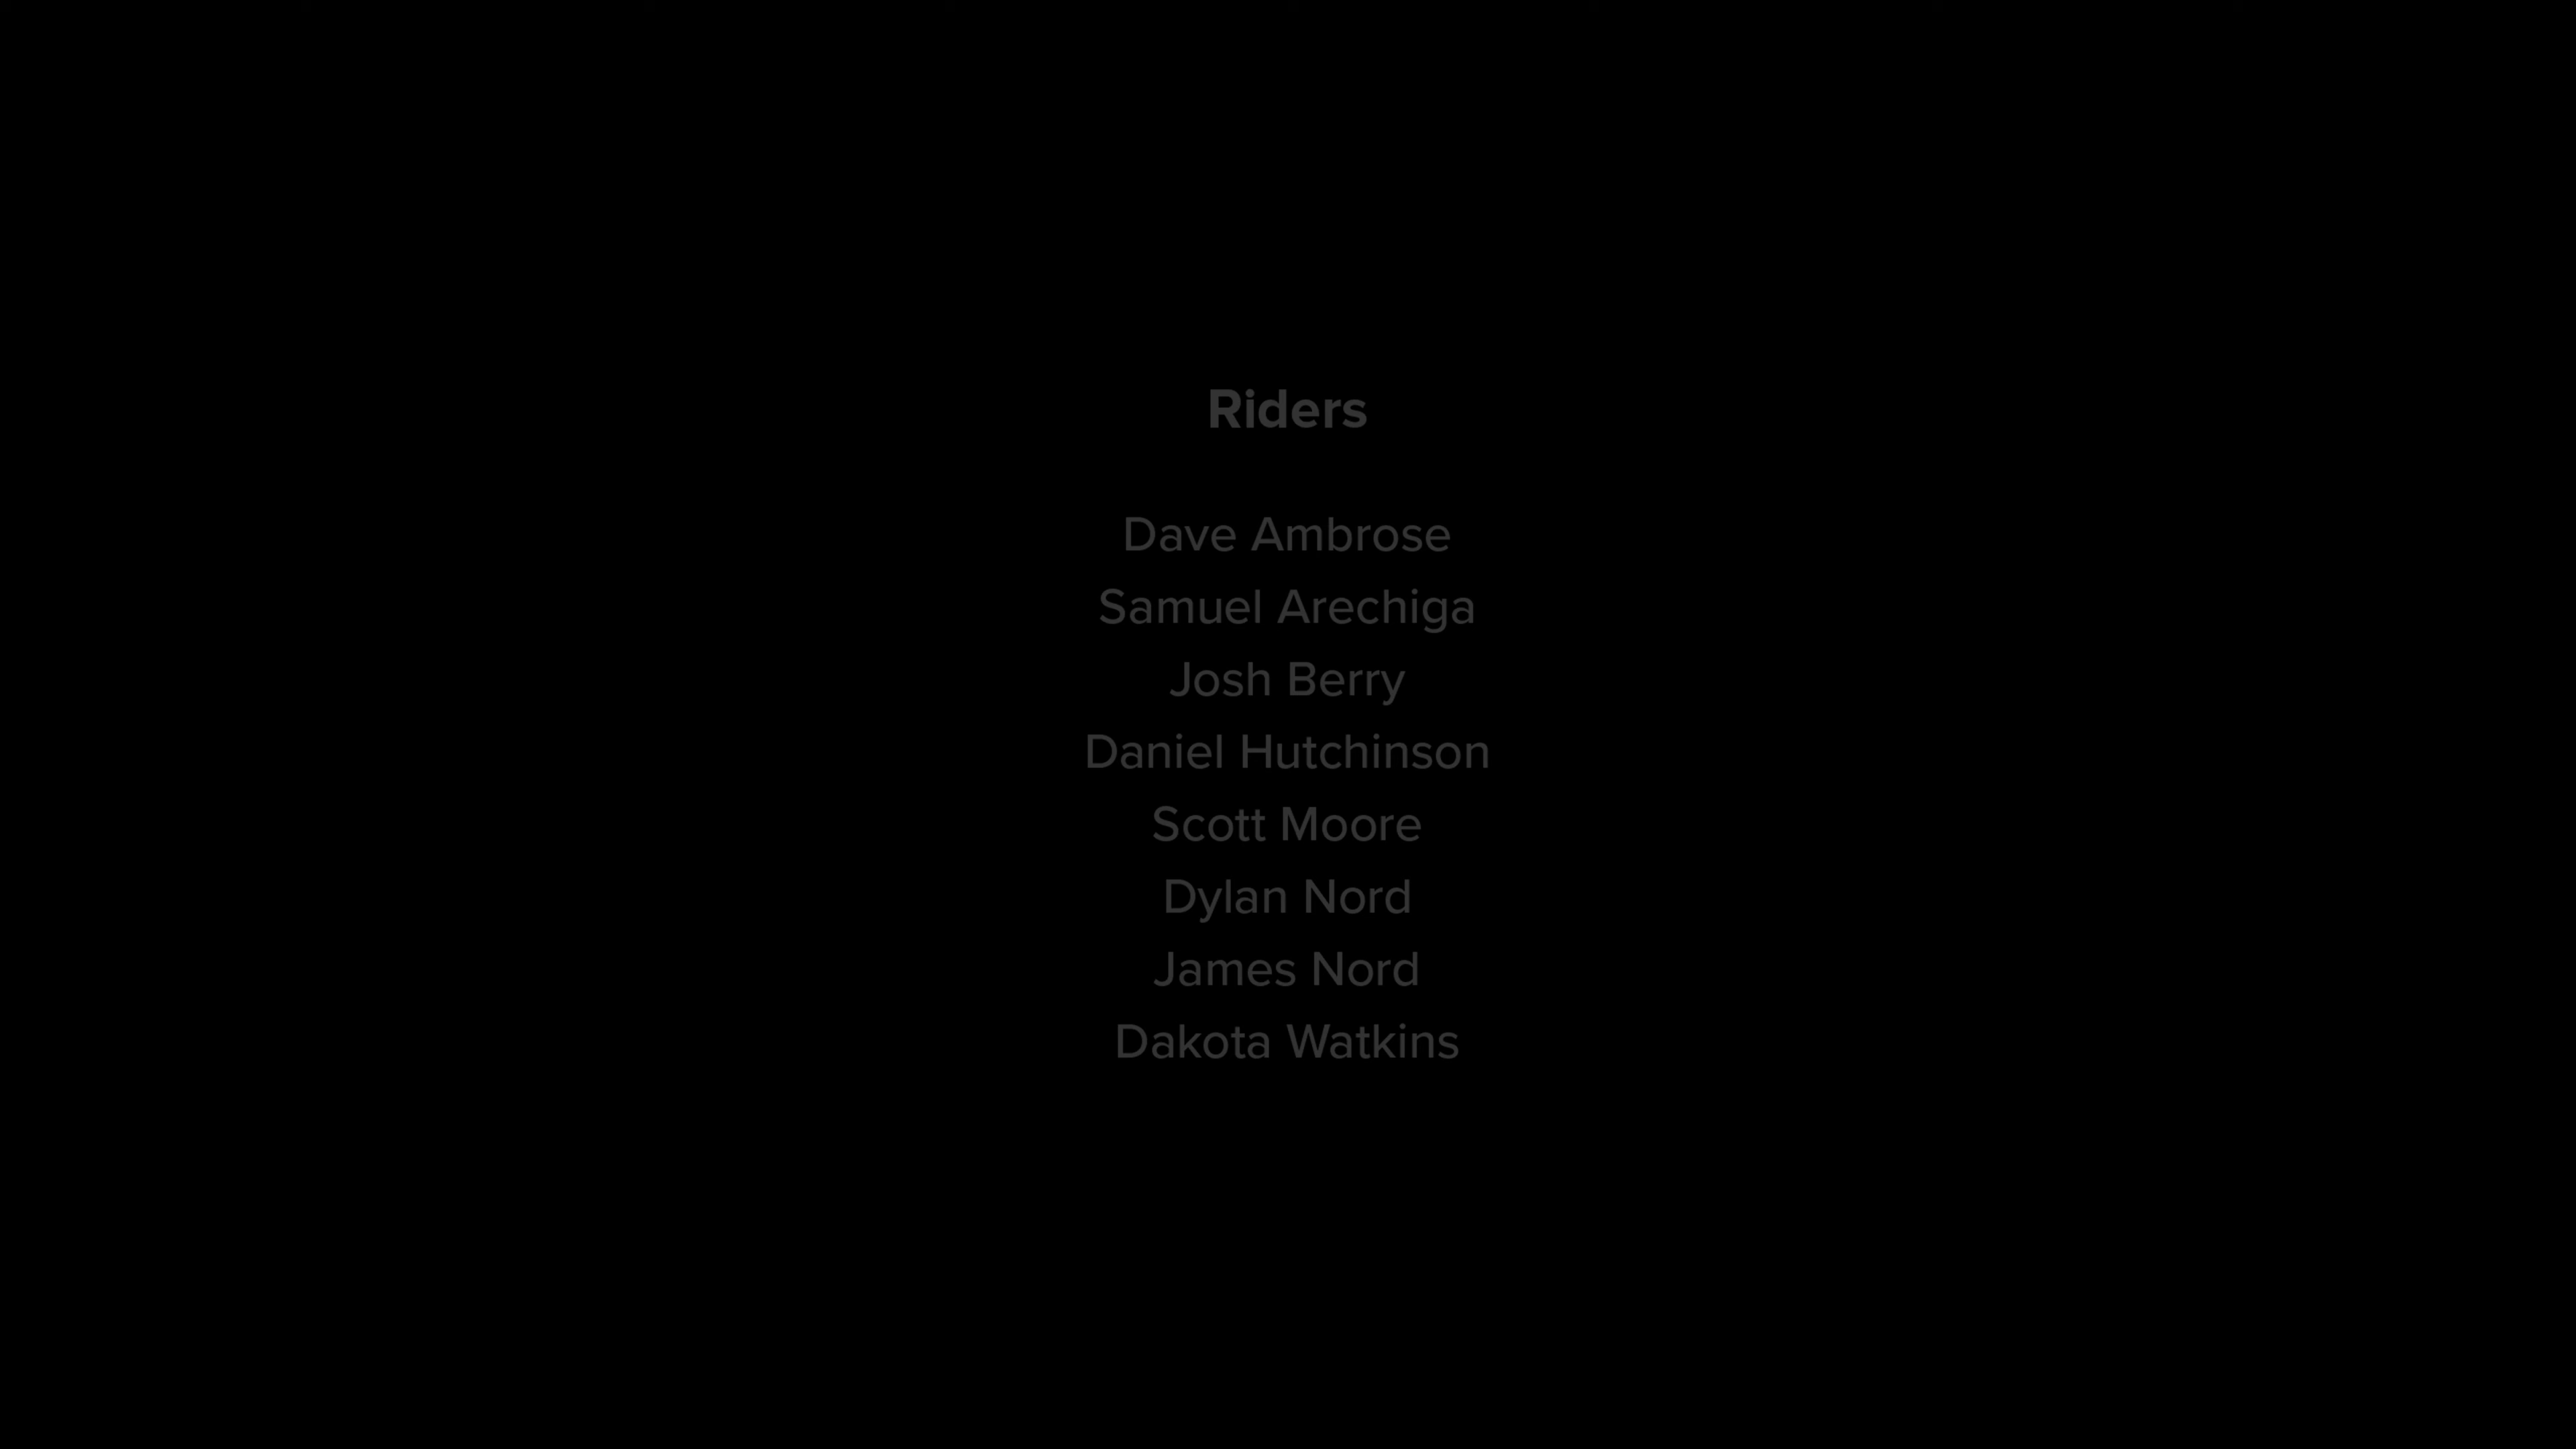 Riders
Dave Ambrose
Samuel Arechiga
Josh Berry
Daniel Hutchinson
Scott Moore
Dylan Nord
James Nord
Dakota Watkins